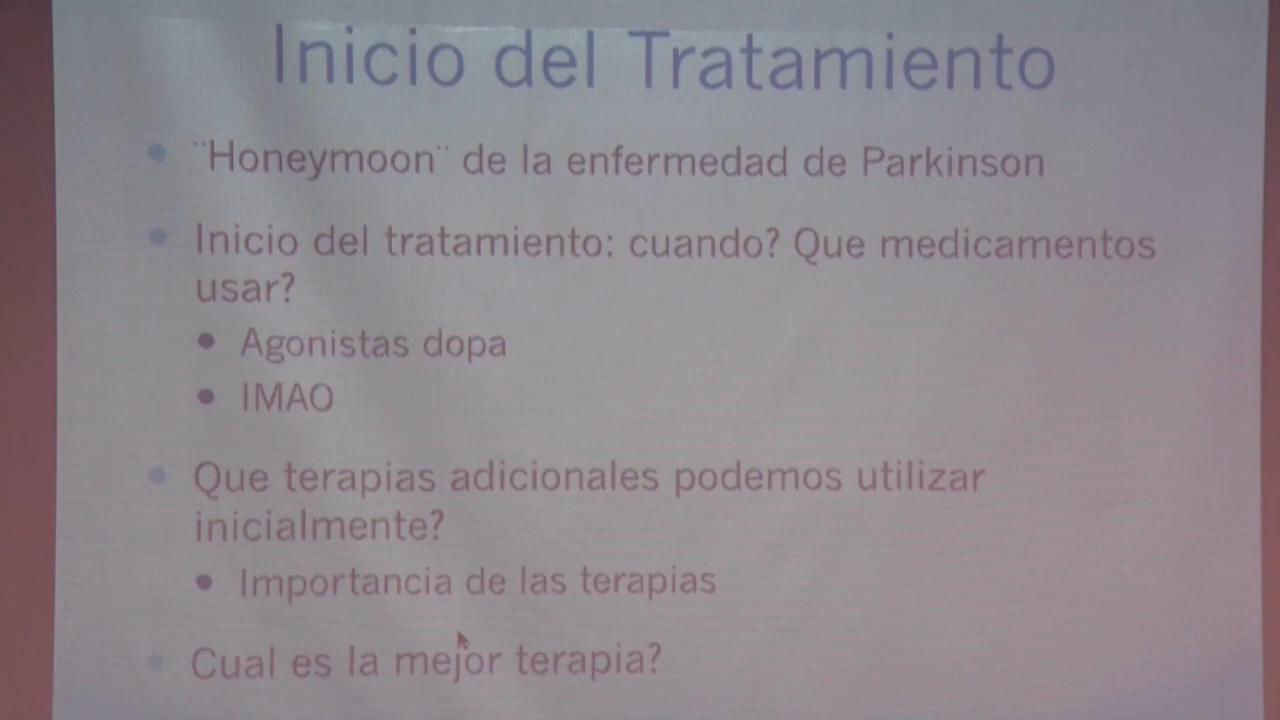 Inicio del Tratamiento
¨Honeymoon¨ de la enfermedad de Parkinson
Inicio del tratamiento: cuando? Que medicamentos
usar?
Agonistas dopa
IMAO
Que terapias adicionales podemos utilizar
inicialmente?
Importancia de las terapias
Cual es la mejor terapia?